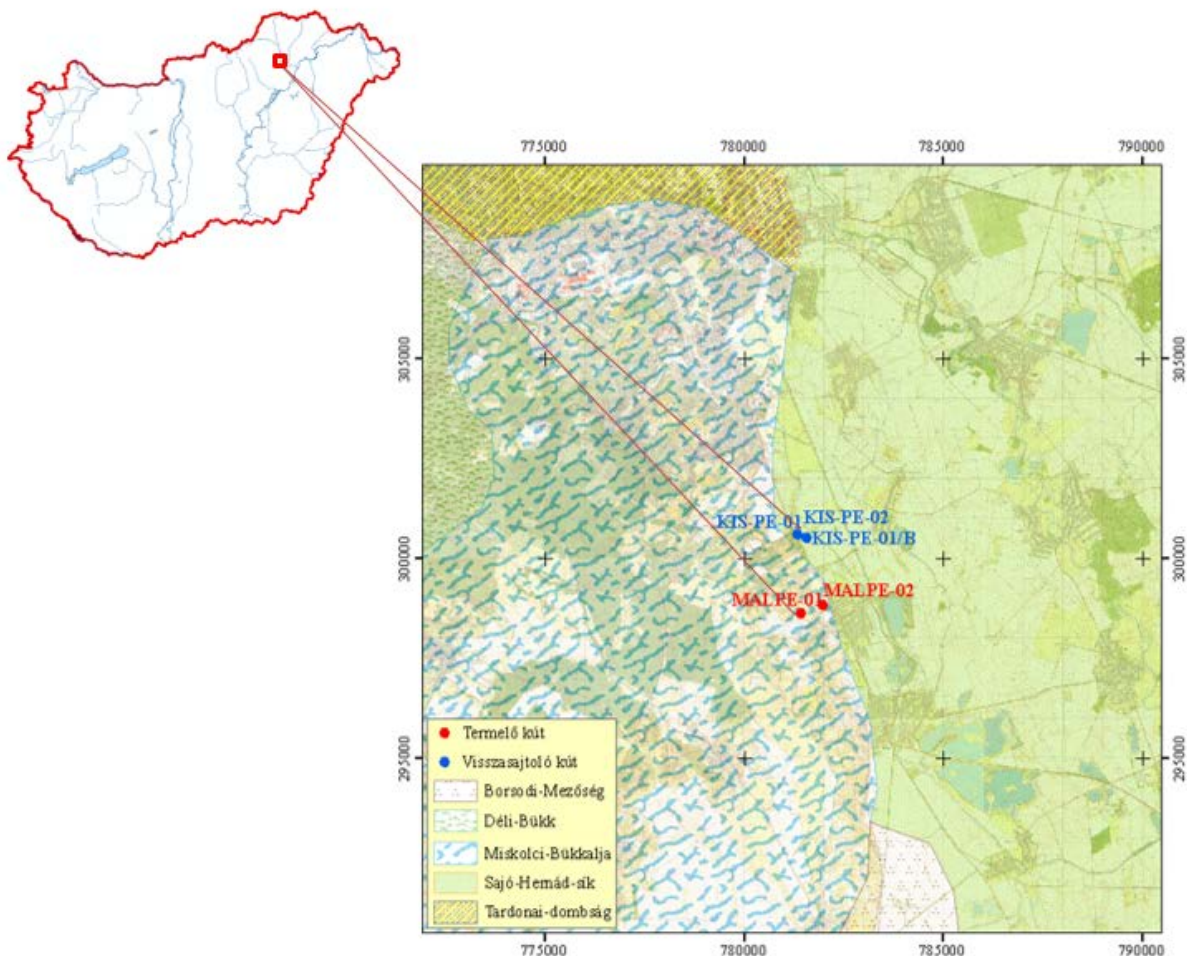 775000 780000 785000 790000
305000 305000
KIS-PE-01 KIS-PE-02
KIS-PE-01/B
300000 300000
MALPE-01 MALPE-02
295000 295000
Termelő kút
Visszasajtoló kút
Borsodi-Mezőség
Déli-Bükk
Miskolci-Bükkalja
Sajó-Hernád-sík
Tardonai-dombság
775000 780000 785000 790000